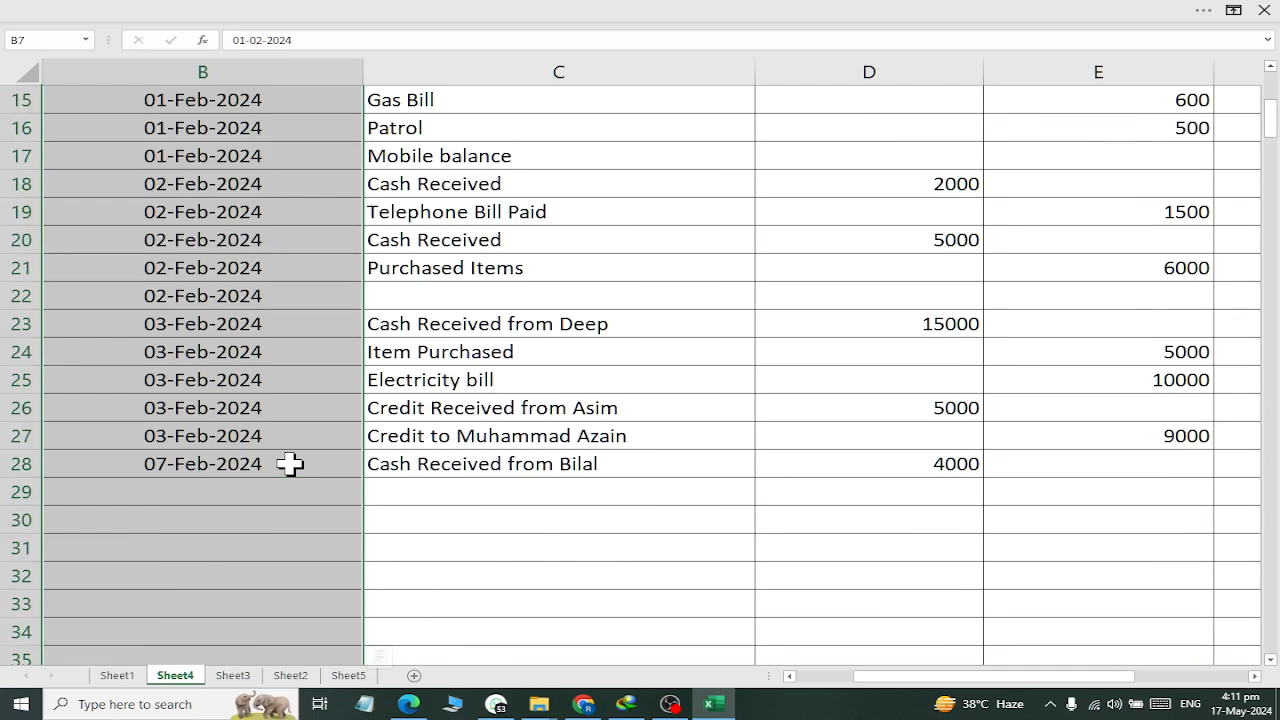 B7 fx 01-02-2024
B C D E
15 01-Feb-2024 Gas Bill 600
16 01-Feb-2024 Patrol 500
17 01-Feb-2024 Mobile balance
18 02-Feb-2024 Cash Received 2000
19 02-Feb-2024 Telephone Bill Paid 1500
20 02-Feb-2024 Cash Received 5000
21 02-Feb-2024 Purchased Items 6000
22 02-Feb-2024
23 03-Feb-2024 Cash Received from Deep 15000
24 03-Feb-2024 Item Purchased 5000
25 03-Feb-2024 Electricity bill 10000
26 03-Feb-2024 Credit Received from Asim 5000
27 03-Feb-2024 Credit to Muhammad Azain 9000
28 07-Feb-2024 Cash Received from Bilal 4000
29
30
31
32
33
34
35
Sheet1 Sheet4 Sheet3 Sheet2 Sheet5
Type here to search 38°C Haze ENG 4:11 pm
17-May-2024